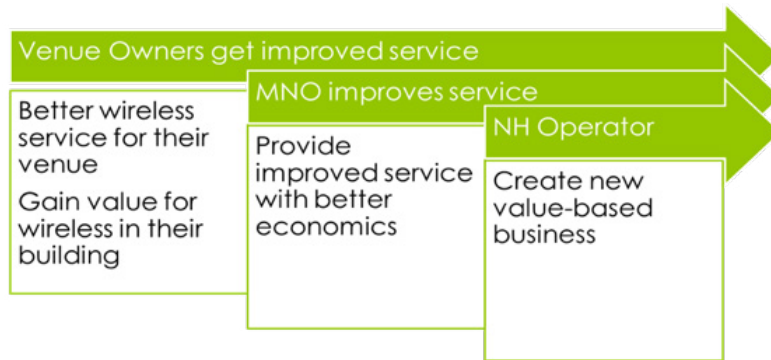 Venue Owners get improved service
Better wireless
service for their
venue
Gain value for
wireless in their
building
MNO improves service
Provide
improved service
with better
economics
NH Operator
Create new
value-based
business